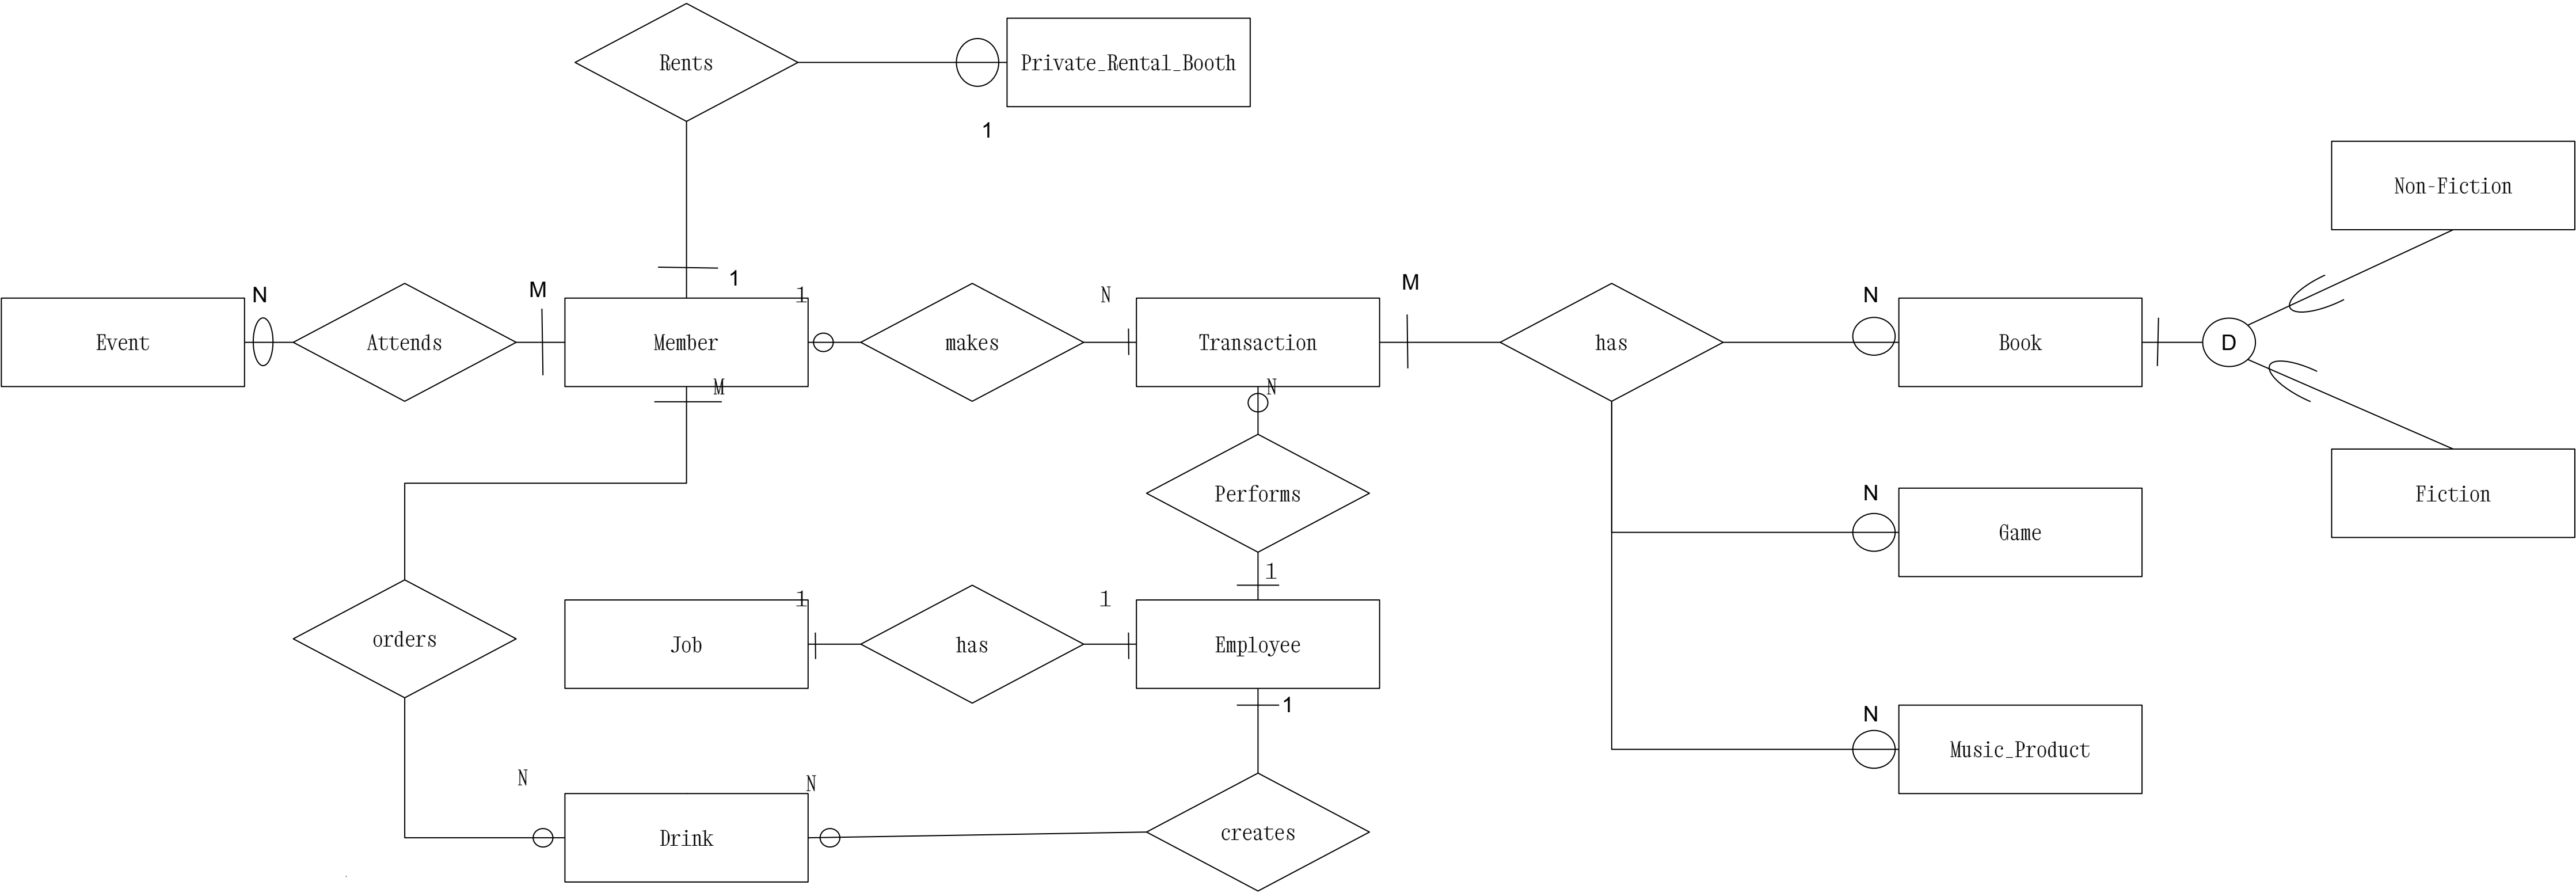 Rents
Private_Rental_Booth
1
Non-Fiction
1
N
Attends
M
Event
Member
1
makes
N
Transaction
M
has
N
Book
D
M
N
Performs
N
Game
Fiction
1
orders
Job
1
has
1
Employee
1
N
Music_Product
N
Drink
N
creates